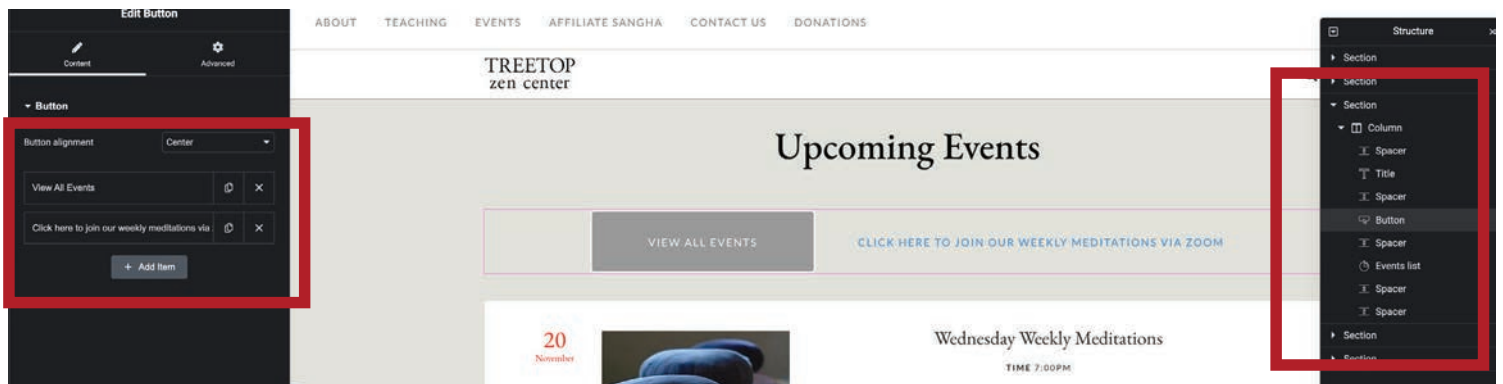 Edit Button
Content
Advanced
Button
Button alignment
Center
View All Events
Click here to join our weekly meditations via
+ Add Item
ABOUT TEACHING EVENTS AFFILIATE SANGHA CONTACT US DONATIONS
TREETOP
zen center
Upcoming Events
VIEW ALL EVENTS
CLICK HERE TO JOIN OUR WEEKLY MEDITATIONS VIA ZOOM
20
November
Wednesday Weekly Meditations
TIME 7:00PM
Structure
Section
Section
Section
Column
Spacer
Title
Spacer
Button
Spacer
Events list
Spacer
Spacer
Section
Section